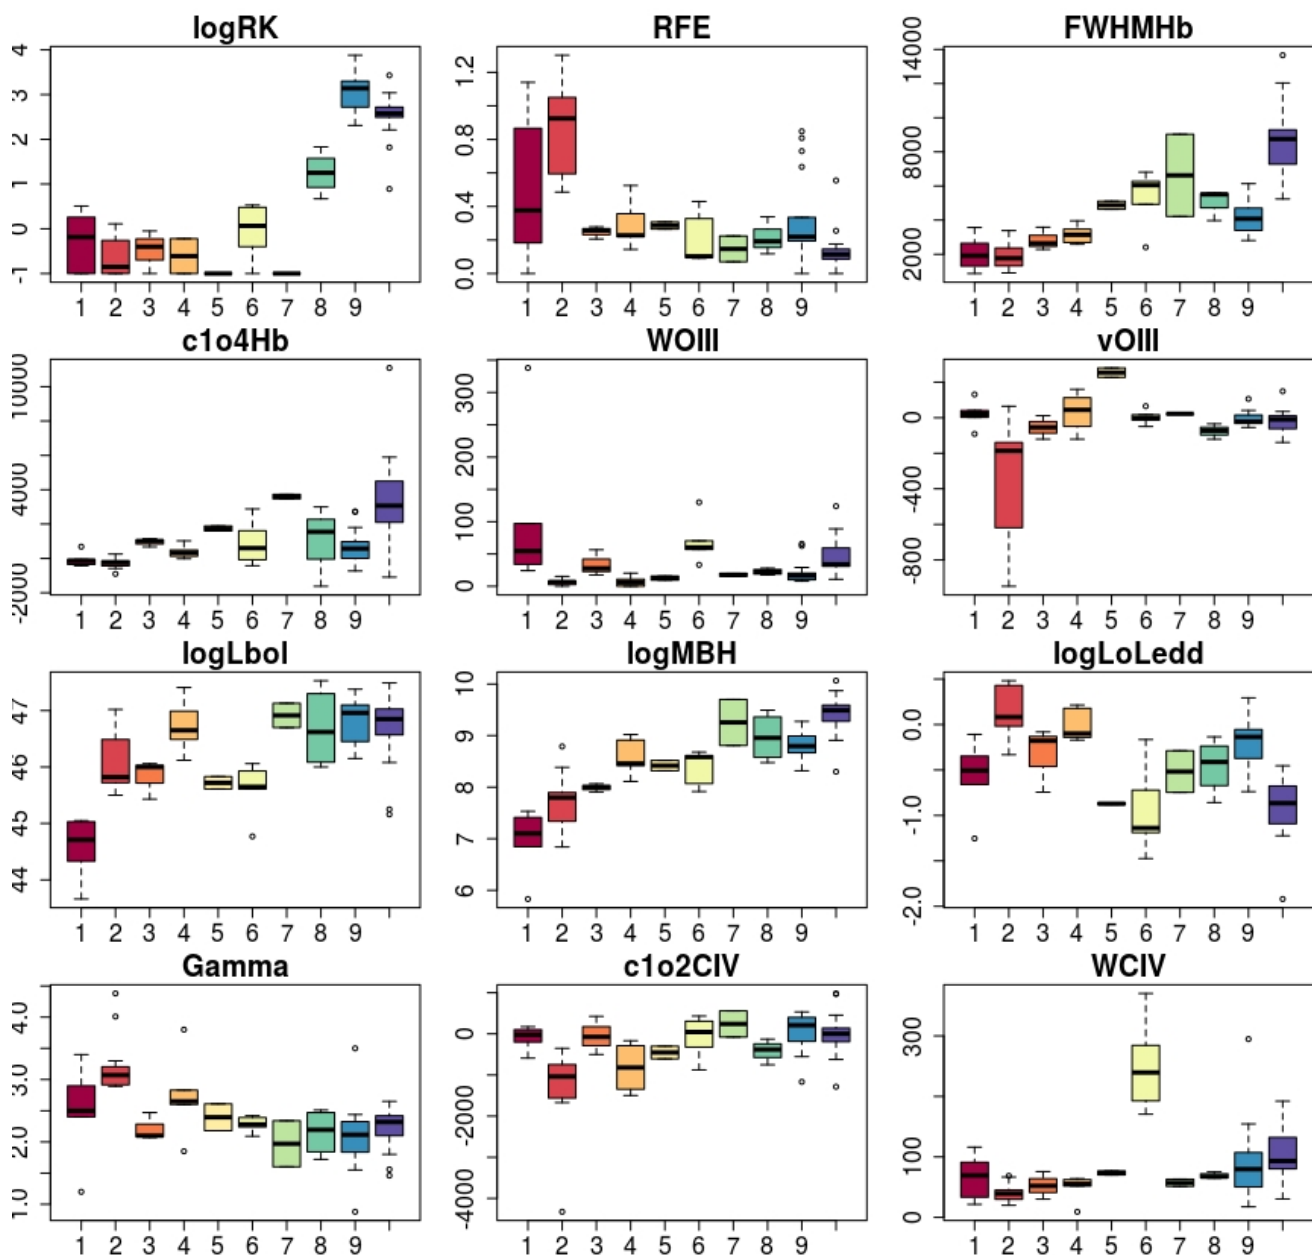 logRK
4
3
2
1
0
-1
1 2 3 4 5 6 7 8 9
RFE
1.2
0.8
0.4
0.0
1 2 3 4 5 6 7 8 9
FWHMHb
14000
8000
2000
1 2 3 4 5 6 7 8 9
c1o4Hb
10000
4000
-2000
1 2 3 4 5 6 7 8 9
WOIII
300
200
100
0
1 2 3 4 5 6 7 8 9
vOIII
0
-400
-800
1 2 3 4 5 6 7 8 9
logLbol
47
46
45
44
1 2 3 4 5 6 7 8 9
logMBH
10
9
8
7
6
1 2 3 4 5 6 7 8 9
logLoLedd
0.0
-1.0
-2.0
1 2 3 4 5 6 7 8 9
Gamma
4.0
3.0
2.0
1.0
1 2 3 4 5 6 7 8 9
c1o2CIV
0
-2000
-4000
1 2 3 4 5 6 7 8 9
WCIV
300
100
0
1 2 3 4 5 6 7 8 9